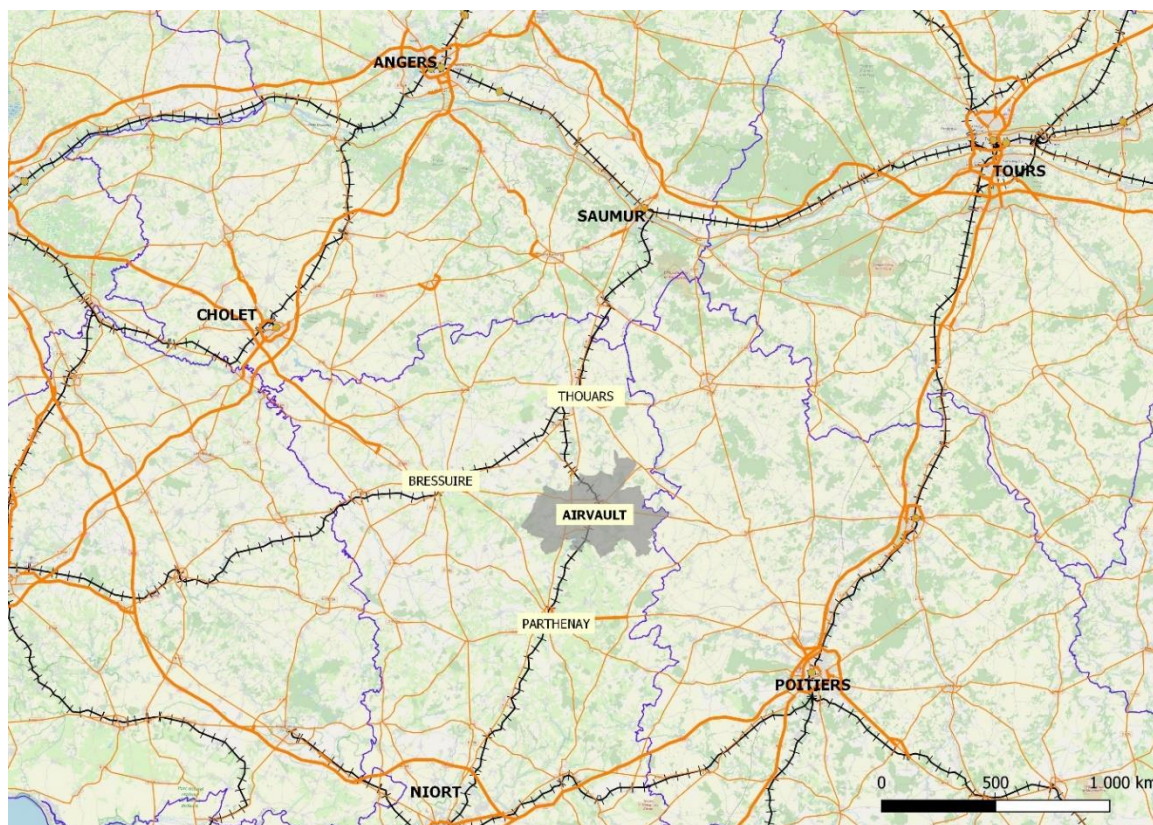 ANGERS
TOURS
SAUMUR
CHOLET
THOUARS
BRESSUIRE
AIRVAULT
PARTHENAY
POITIERS
NIORT
0 500 1 000 km